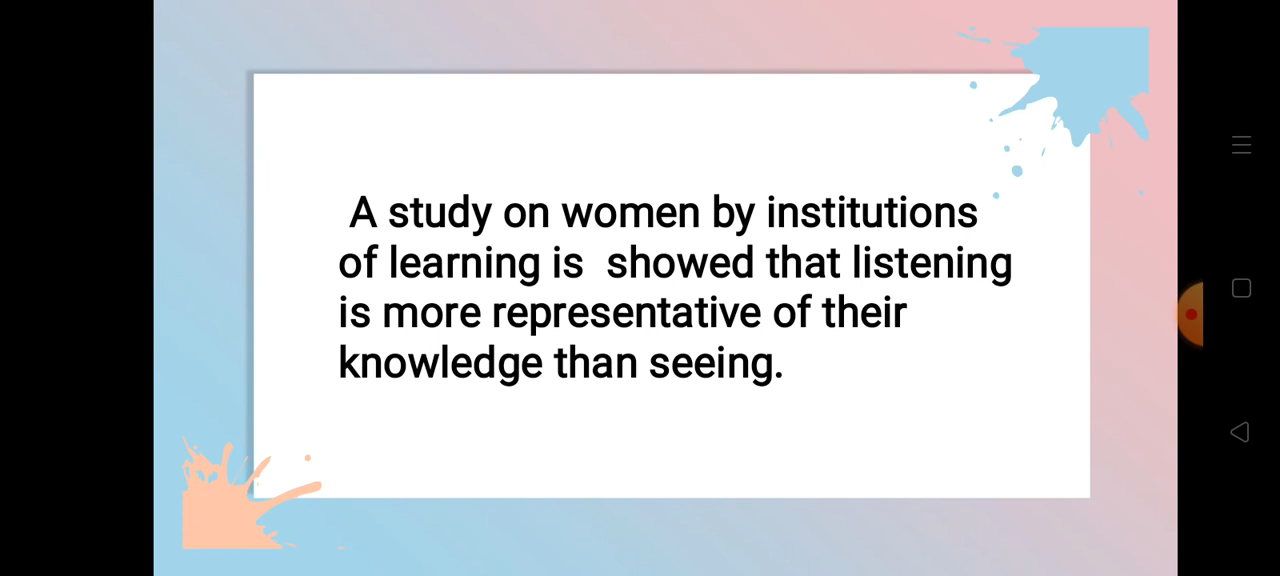 A study on women by institutions
of learning is showed that listening
is more representative of their
knowledge than seeing.